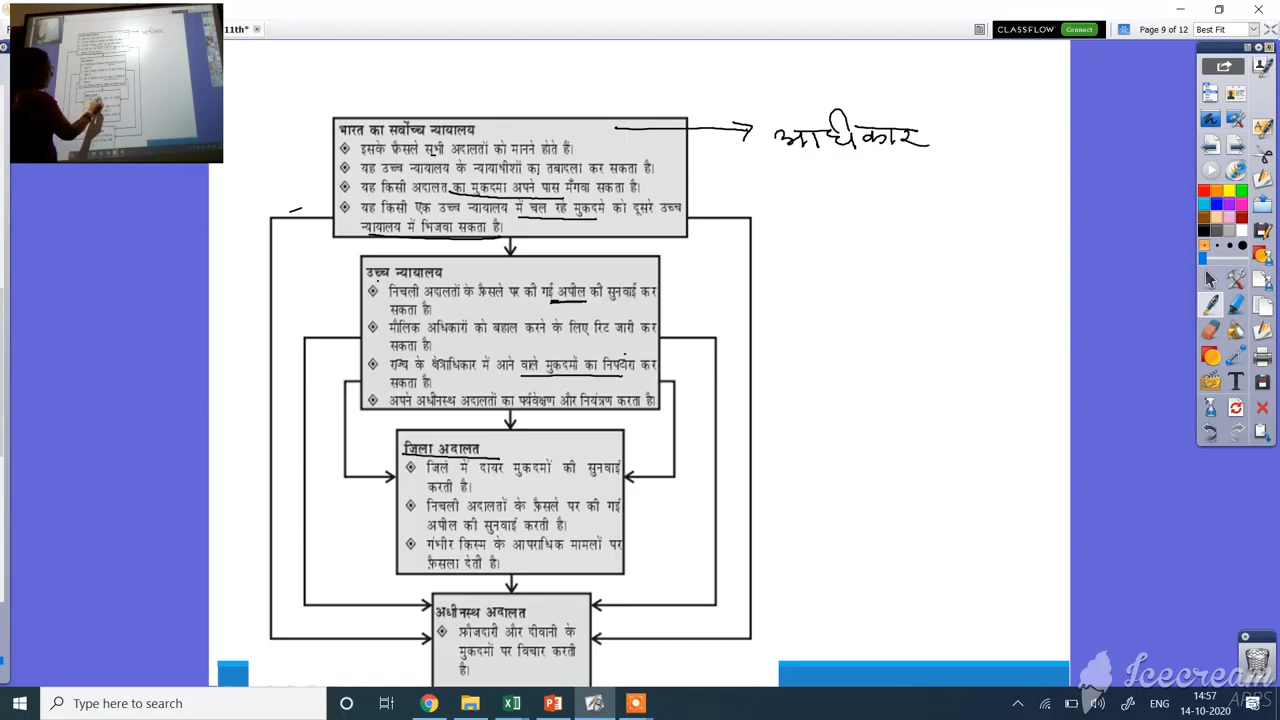 11th*
CLASSFLOW Connect
Page 9 of 12
Best Fit
भारत का सर्वोच्च न्यायालय
इसके फ़ैसले सभी अदालतों को मानने होते हैं।
यह उच्च न्यायालय के न्यायाधीशों का तबादला कर सकता है।
यह किसी अदालत का मुकदमा अपने पास मँगवा सकता है।
यह किसी एक उच्च न्यायालय में चल रहे मुकदमे को दूसरे उच्च
न्यायालय में भिजवा सकता है।
आधीकार
उच्च न्यायालय
निचली अदालतों के फ़ैसले पर की गई अपील की सुनवाई कर
सकता है।
मौलिक अधिकारों को बहाल करने के लिए रिट जारी कर
सकता है।
राज्य के क्षेत्राधिकार में आने वाले मुकदमों का निपटारा कर
सकता है।
अपने अधीनस्थ अदालतों का पर्यवेक्षण और नियंत्रण करता है।
जिला अदालत
जिले में दायर मुकदमों की सुनवाई
करती है।
निचली अदालतों के फ़ैसले पर की गई
अपील की सुनवाई करती है।
गंभीर किस्म के आपराधिक मामलों पर
फ़ैसला देती है।
अधीनस्थ अदालत
फ़ौजदारी और दीवानी के
मुकदमों पर विचार करती
है।
Icecream
APPS
Type here to search
ENG
14:57
14-10-2020